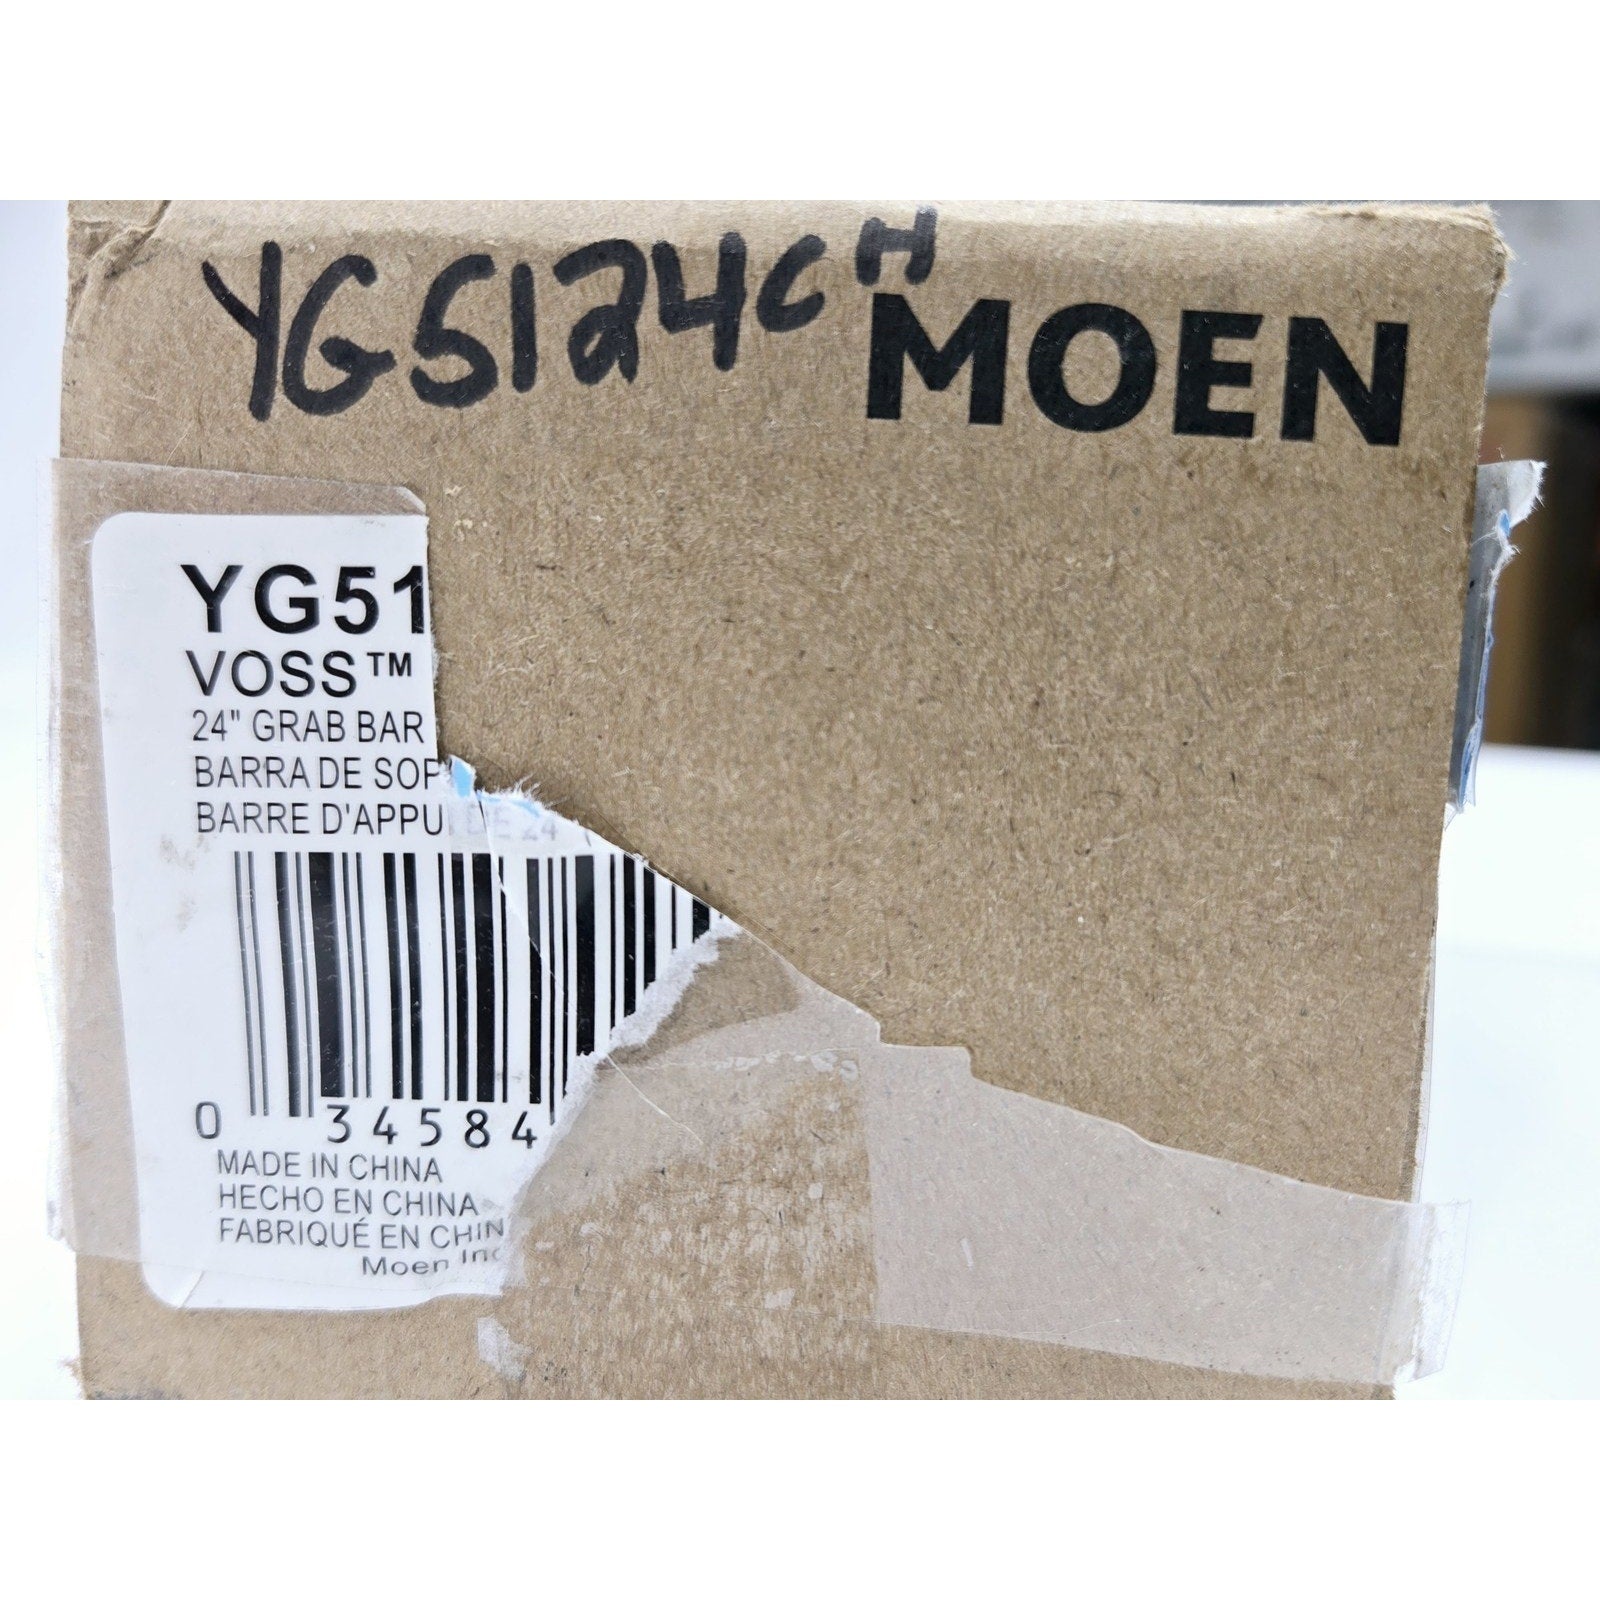 YG5124CH
MOEN
YG51
VOSS™
24" GRAB BAR
BARRA DE SOP
BARRE D'APPU DE 24
0 34584
MADE IN CHINA
HECHO EN CHINA
FABRIQUÉ EN CHIN
Moen Inc